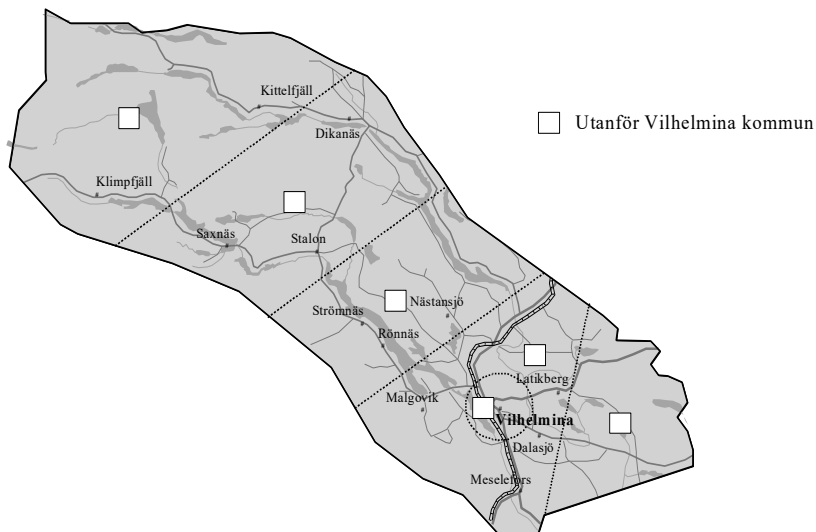 Kittelfjäll
Utanför Vilhelmina kommun
Dikanäs
Klimpfjäll
Saxnäs
Stalon
Nästansjö
Strömnäs
Rönnäs
Latikberg
Malgovik
Vilhelmina
Dalasjö
Meselefors